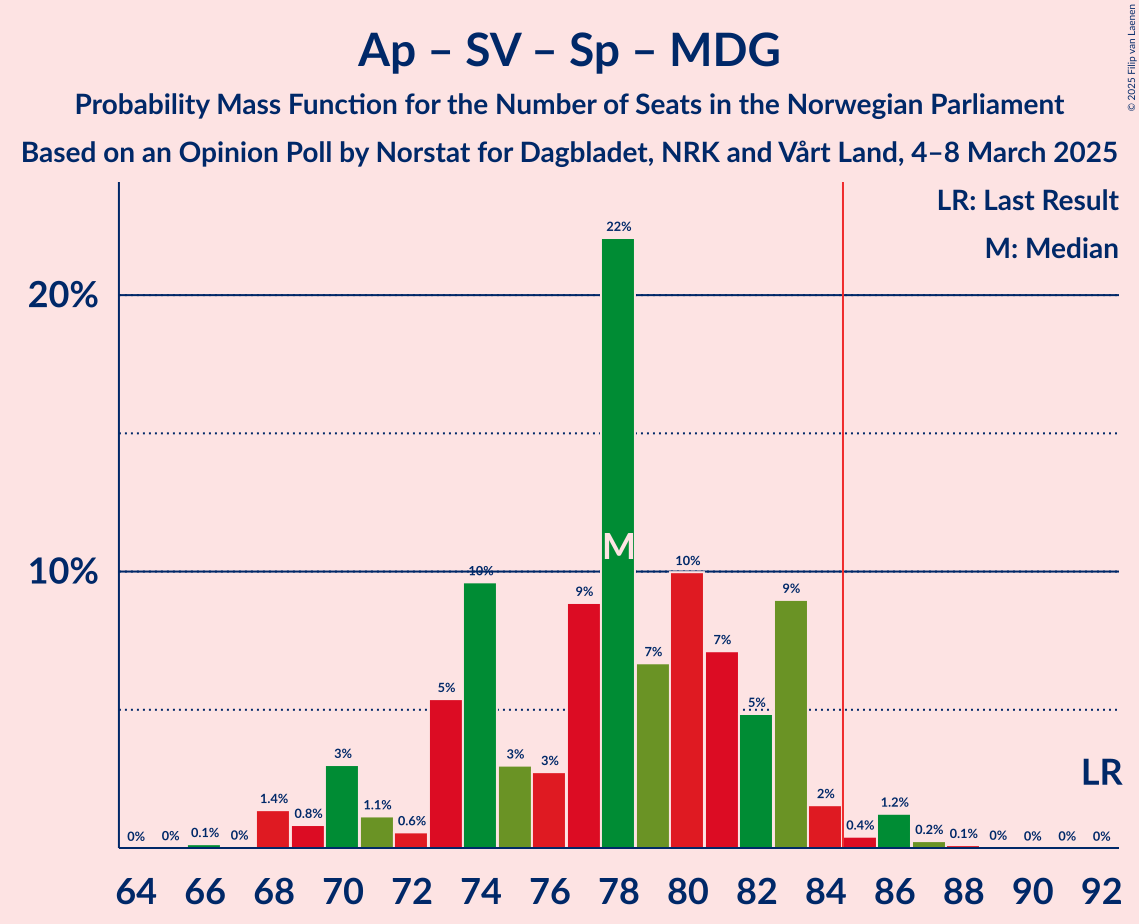 Ap – SV – Sp – MDG
Probability Mass Function for the Number of Seats in the Norwegian Parliament
Based on an Opinion Poll by Norstat for Dagbladet, NRK and Vårt Land, 4–8 March 2025
© 2025 Filip van Laenen
LR: Last Result
M: Median
20%
10%
0% 0% 0.1% 0% 1.4% 0.8% 3% 1.1% 0.6% 5% 10% 3% 3% 9% 22% 7% 10% 7% 5% 9% 2% 0.4% 1.2% 0.2% 0.1% 0% 0% 0% 0%
M
LR
64 66 68 70 72 74 76 78 80 82 84 86 88 90 92